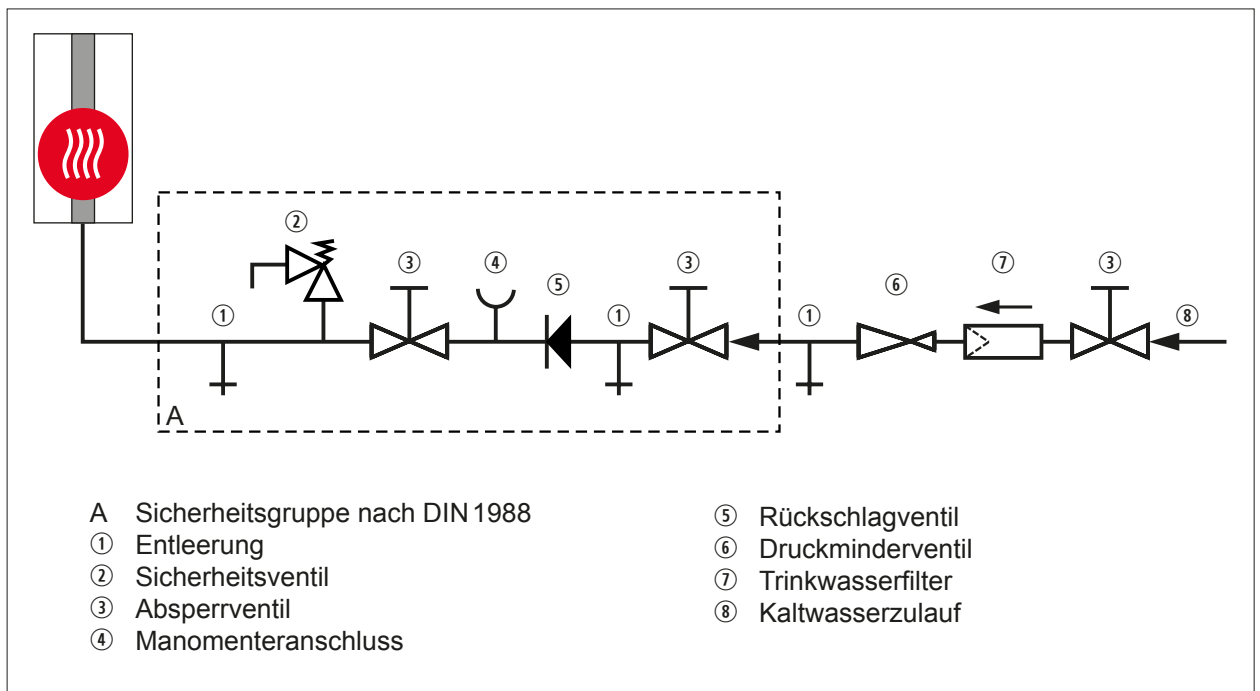 ②
③
④
③
⑦
③
⑤
⑥
①
①
①
⑧
A
A Sicherheitsgruppe nach DIN 1988
① Entleerung
② Sicherheitsventil
③ Absperrventil
④ Manomenteranschluss
⑤ Rückschlagventil
⑥ Druckminderventil
⑦ Trinkwasserfilter
⑧ Kaltwasserzulauf